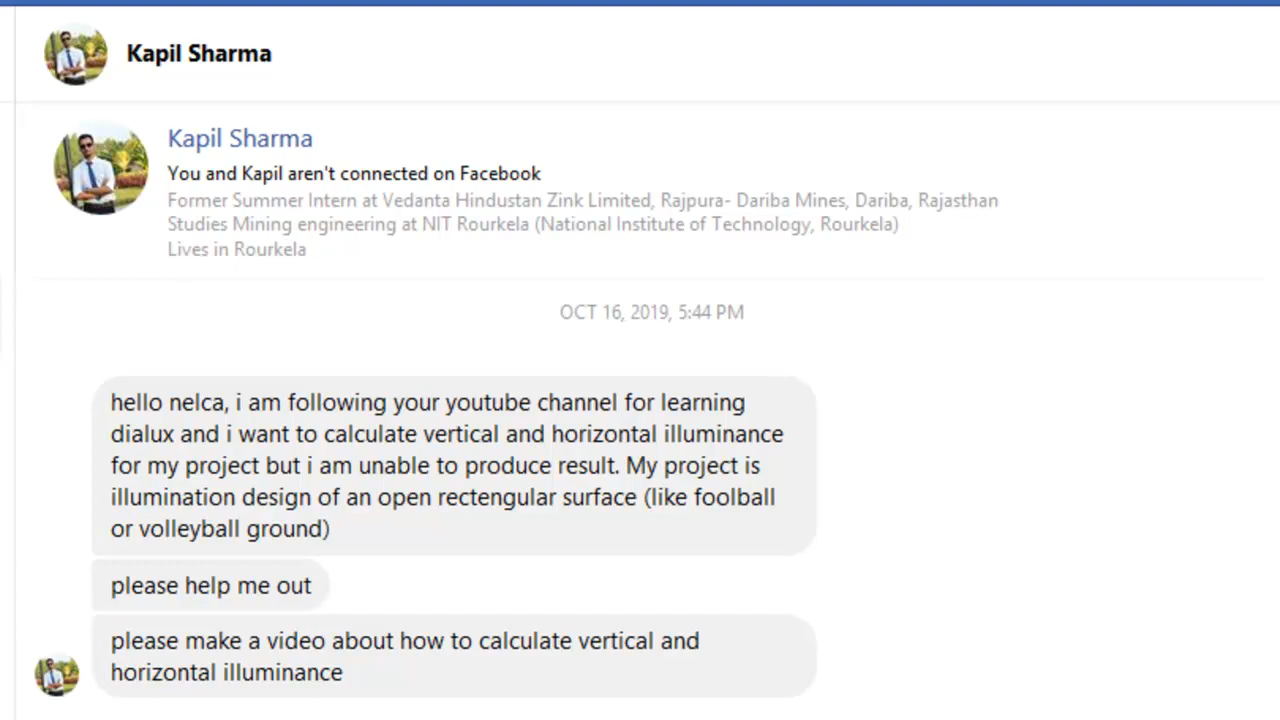 Kapil Sharma
Kapil Sharma
You and Kapil aren't connected on Facebook
Former Summer Intern at Vedanta Hindustan Zink Limited, Rajpura- Dariba Mines, Dariba, Rajasthan
Studies Mining engineering at NIT Rourkela (National Institute of Technology, Rourkela)
Lives in Rourkela
OCT 16, 2019, 5:44 PM
hello nelca, i am following your youtube channel for learning
dialux and i want to calculate vertical and horizontal illuminance
for my project but i am unable to produce result. My project is
illumination design of an open rectengular surface (like foolball
or volleyball ground)
please help me out
please make a video about how to calculate vertical and
horizontal illuminance